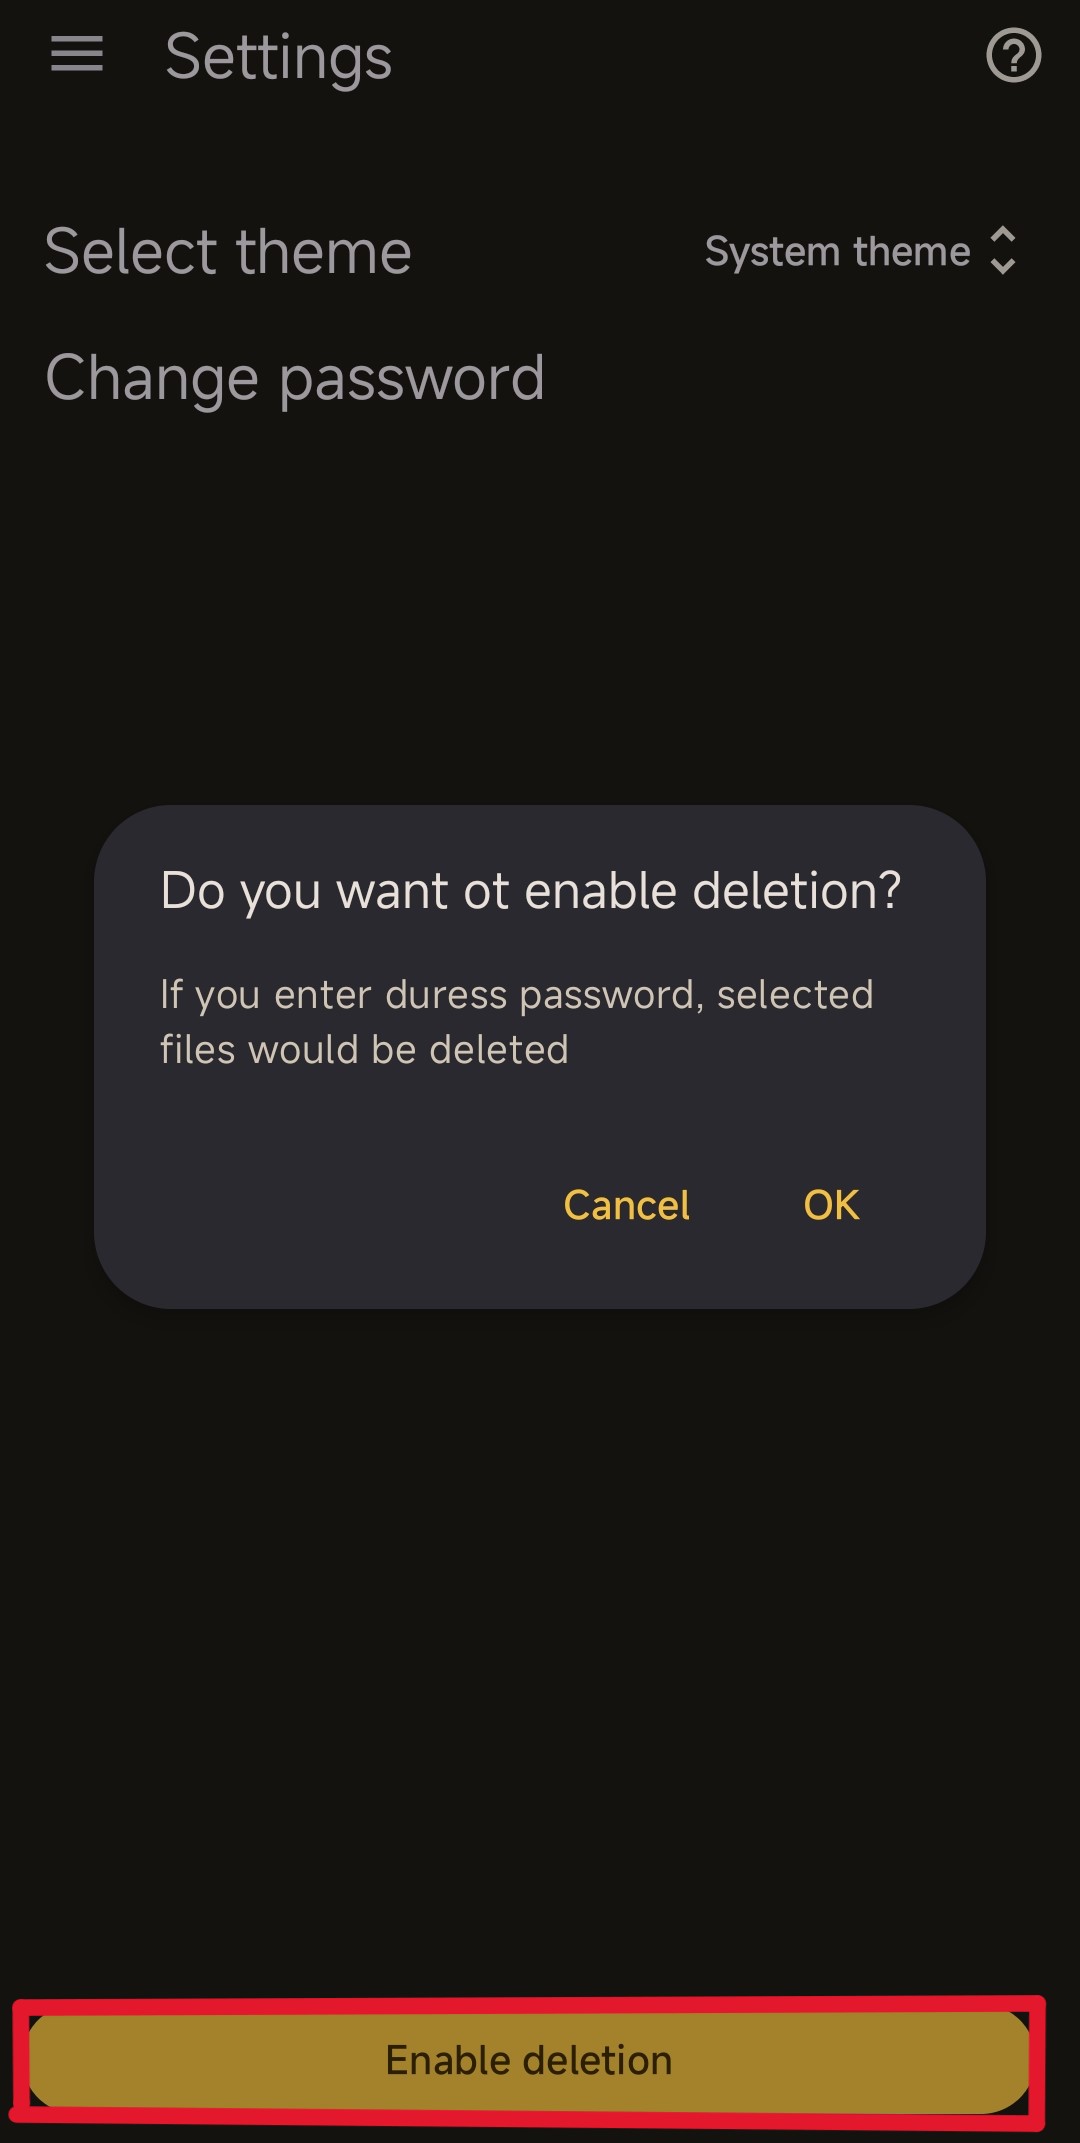 Settings
Select theme
System theme
Change password
Do you want ot enable deletion?
If you enter duress password, selected
files would be deleted
Cancel
OK
Enable deletion